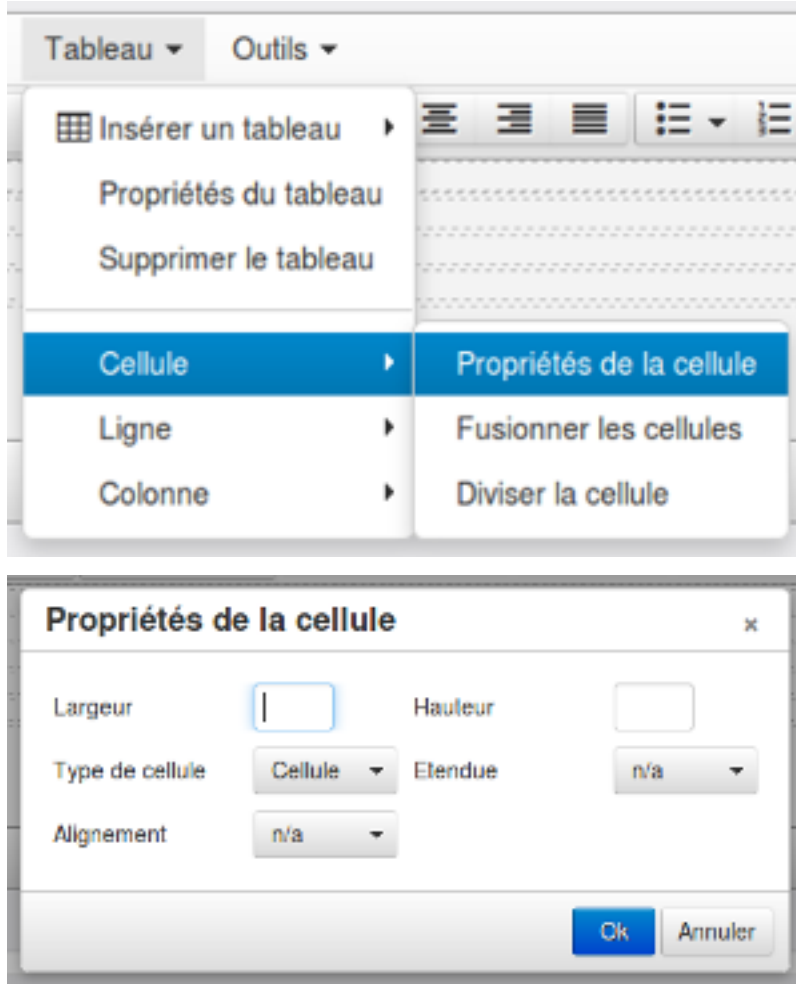 Tableau Outils
Insérer un tableau
Propriétés du tableau
Supprimer le tableau
Cellule Propriétés de la cellule
Ligne Fusionner les cellules
Colonne Diviser la cellule
Propriétés de la cellule ×
Largeur Hauteur
Type de cellule Cellule Etendue n/a
Alignement n/a
Ok Annuler